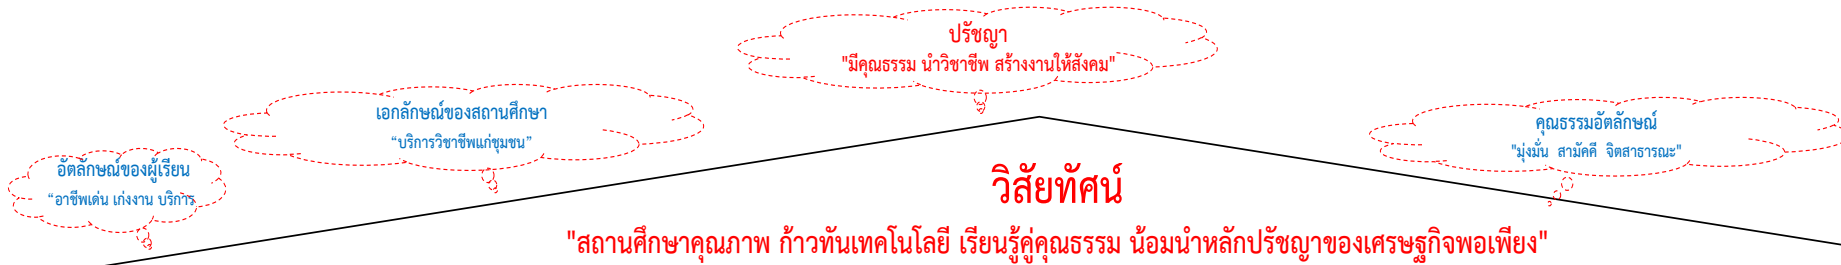 ปรัชญา
"มีคุณธรรม นำวิชาชีพ สร้างงานให้สังคม"
เอกลักษณ์ของสถานศึกษา
“บริการวิชาชีพแก่ชุมชน”
คุณธรรมอัตลักษณ์
"มุ่งมั่น สามัคคี จิตสาธารณะ"
อัตลักษณ์ของผู้เรียน
“อาชีพเด่น เก่งงาน บริการ
วิสัยทัศน์
"สถานศึกษาคุณภาพ ก้าวทันเทคโนโลยี เรียนรู้คู่คุณธรรม น้อมนำหลักปรัชญาของเศรษฐกิจพอเพียง"